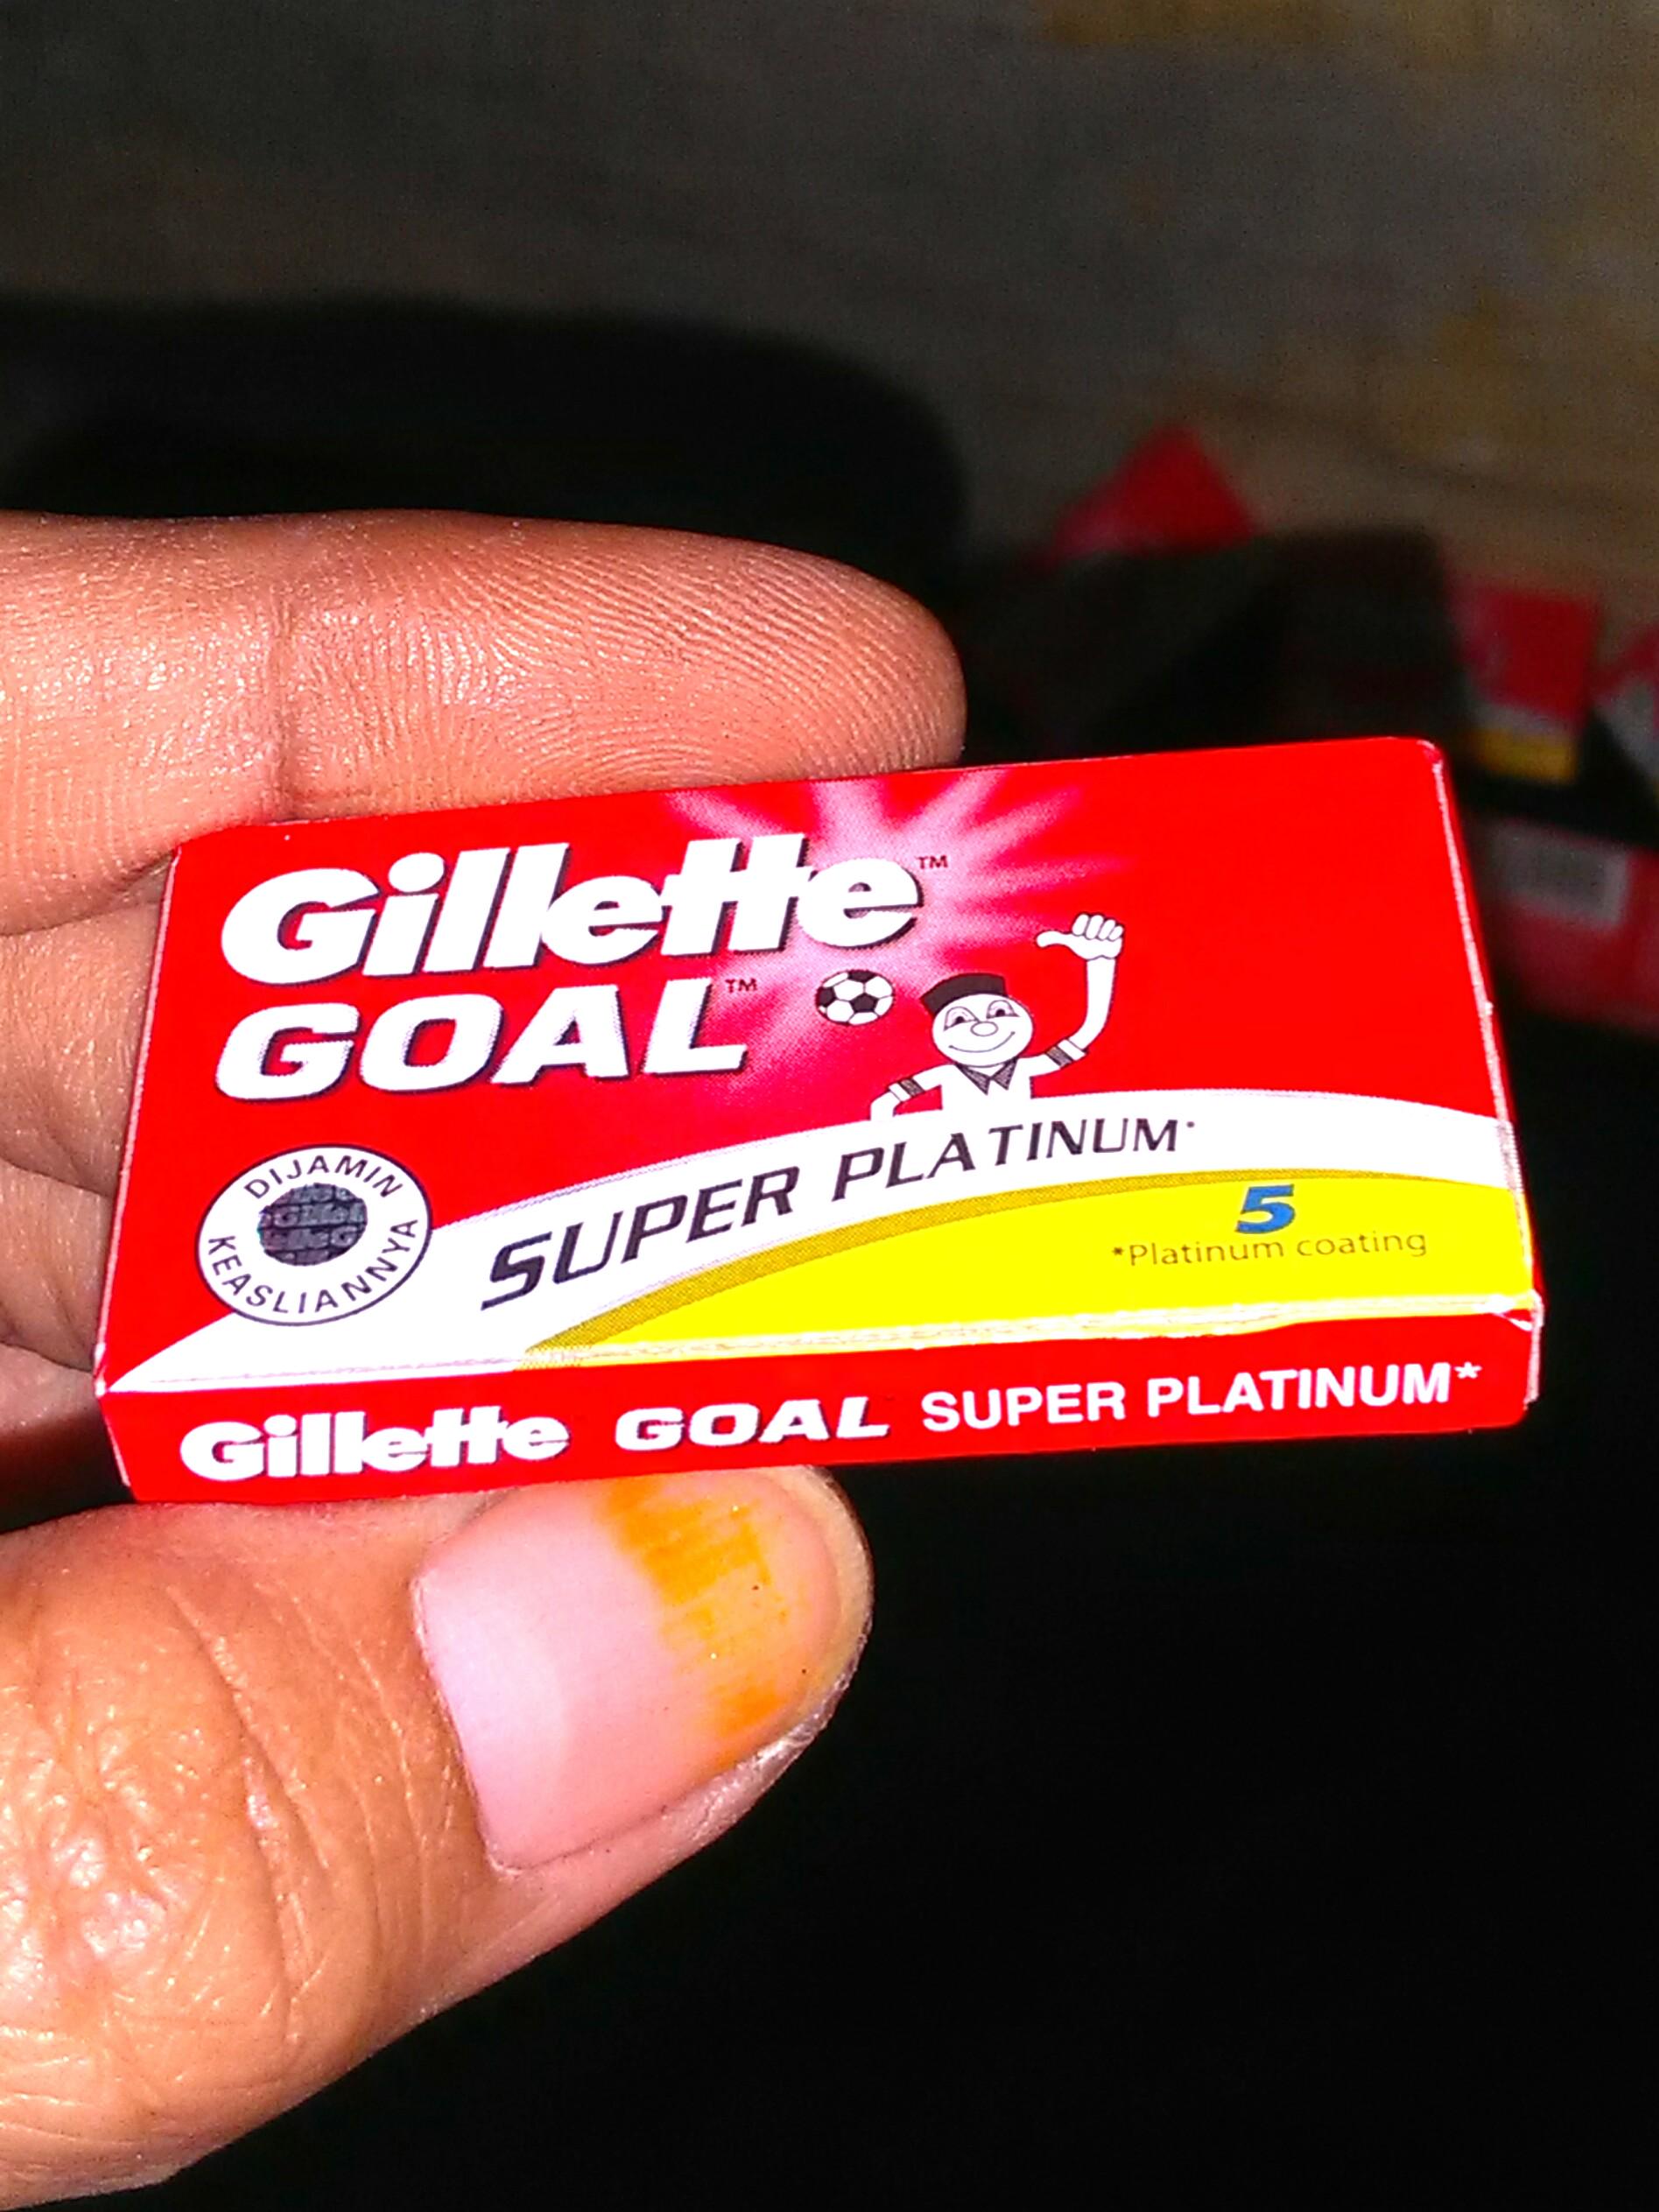 Gillette™
GOAL™
DIJAMIN KEASLIANNYA
SUPER PLATINUM*
5
*Platinum coating
Gillette GOAL SUPER PLATINUM*